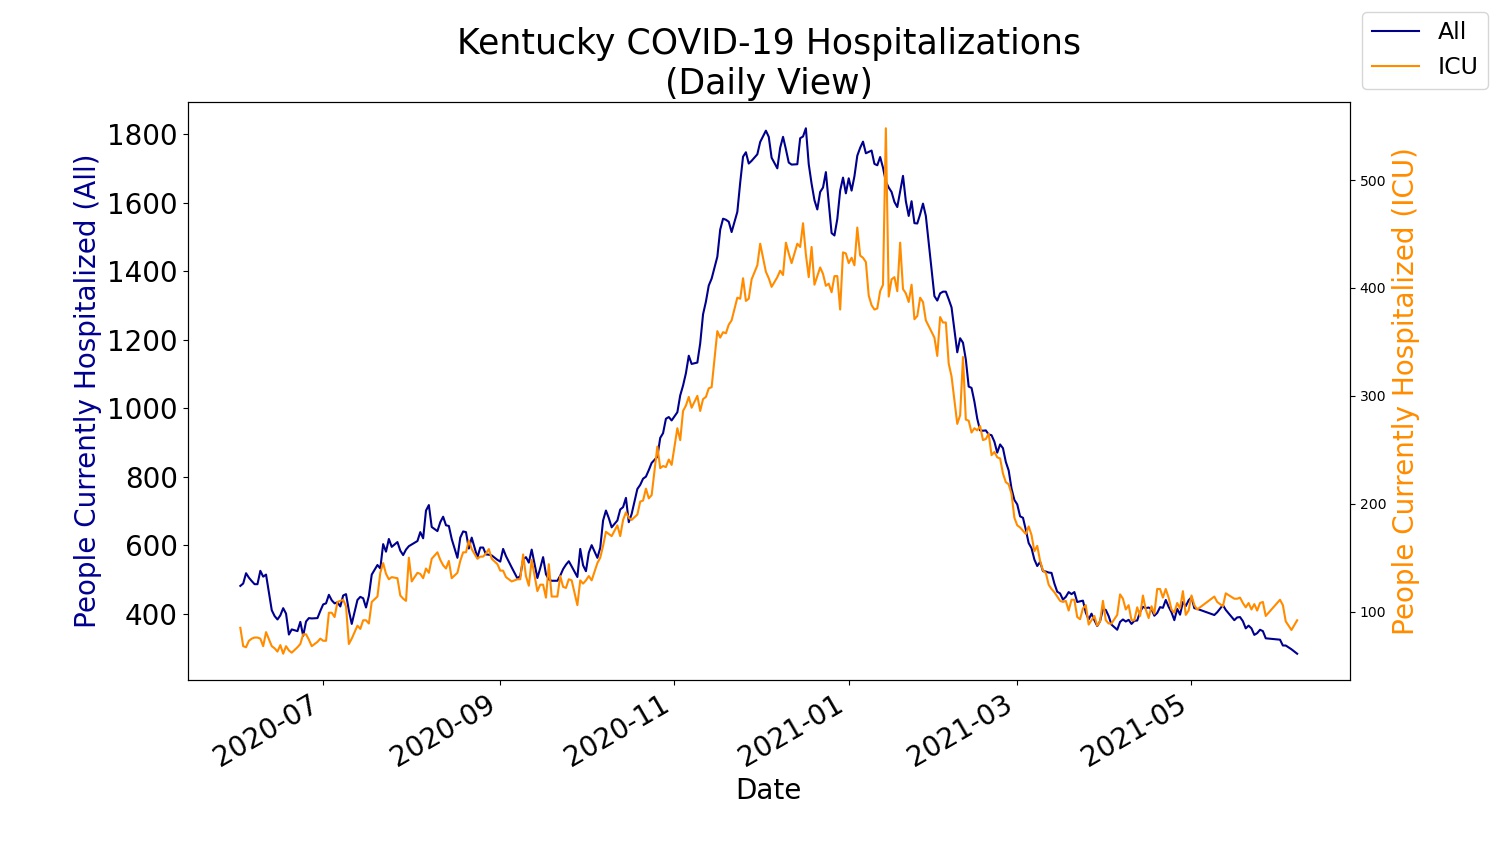 Kentucky COVID-19 Hospitalizations
(Daily View)
All
ICU
People Currently Hospitalized (All)
1800
1600
1400
1200
1000
800
600
400
500
400
300
200
100
People Currently Hospitalized (ICU)
2020-07
2020-09
2020-11
2021-01
2021-03
2021-05
Date